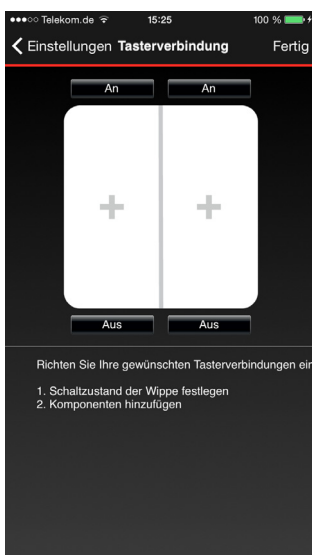 Telekom.de 15:25 100 %
Einstellungen Tasterverbindung Fertig
An An
Aus Aus
Richten Sie Ihre gewünschten Tasterverbindungen ein
1. Schaltzustand der Wippe festlegen
2. Komponenten hinzufügen